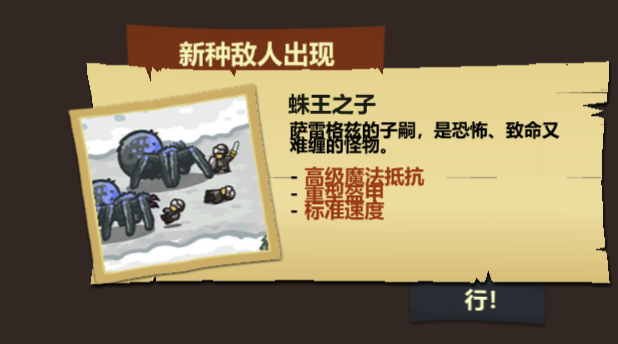 新种敌人出现
蛛王之子
萨雷格兹的子嗣，是恐怖、致命又
难缠的怪物。
- 高级魔法抵抗
- 重型盔甲
- 标准速度
行!